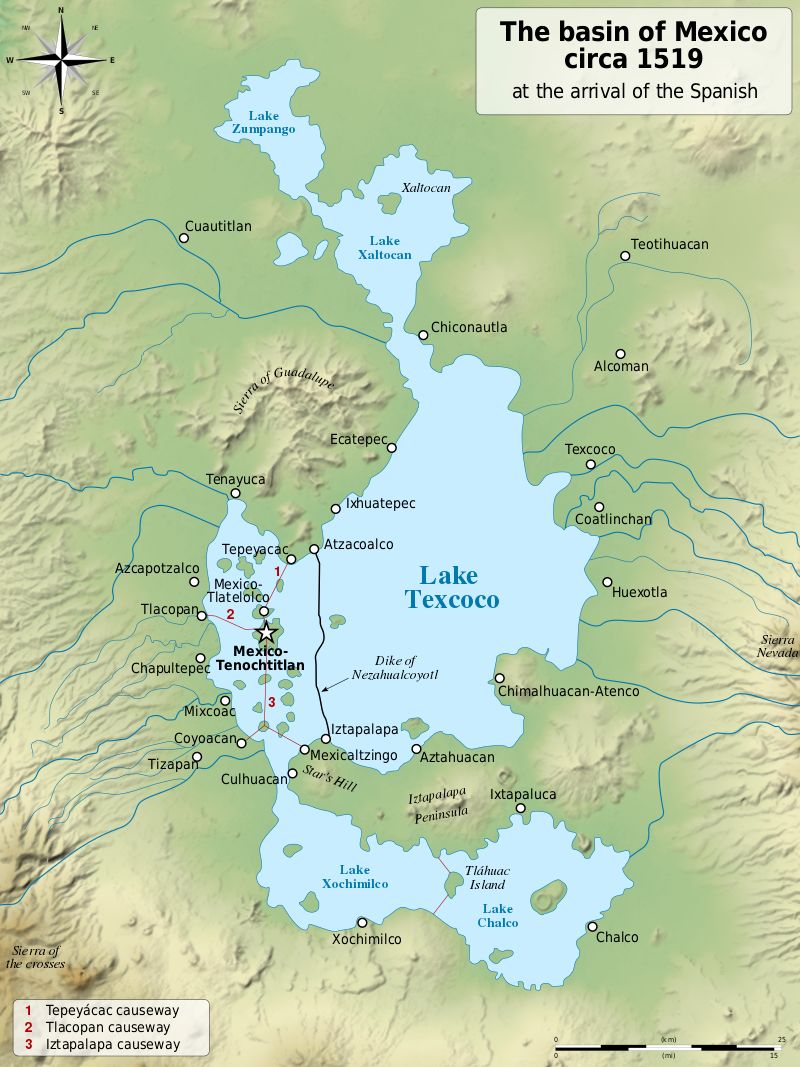 The basin of Mexico
circa 1519
at the arrival of the Spanish
N
NW
NE
W
E
SW
SE
S
Lake
Zumpango
Xaltocan
Lake
Xaltocan
Cuautitlan
Teotihuacan
Chiconautla
Alcoman
Sierra of Guadalupe
Ecatepec
Texcoco
Tenayuca
Ixhuatepec
Coatlinchan
Tepeyacac
Atzacoalco
1
Azcapotzalco
Mexico-
Tlatelolco
Lake
Texcoco
Huexotla
Tlacopan
2
Mexico-
Tenochtitlan
Sierra
Nevada
Chapultepec
Dike of
Nezahualcoyotl
Chimalhuacan-Atenco
3
Mixcoac
Iztapalapa
Coyoacan
Mexicaltzingo
Aztahuacan
Tizapan
Culhuacan
Star's Hill
Iztapalapa
Peninsula
Ixtapaluca
Lake
Xochimilco
Tláhuac
Island
Lake
Chalco
Xochimilco
Chalco
Sierra of
the crosses
1 Tepeyácac causeway
2 Tlacopan causeway
3 Iztapalapa causeway
0 (km) 25
0 (mi) 15